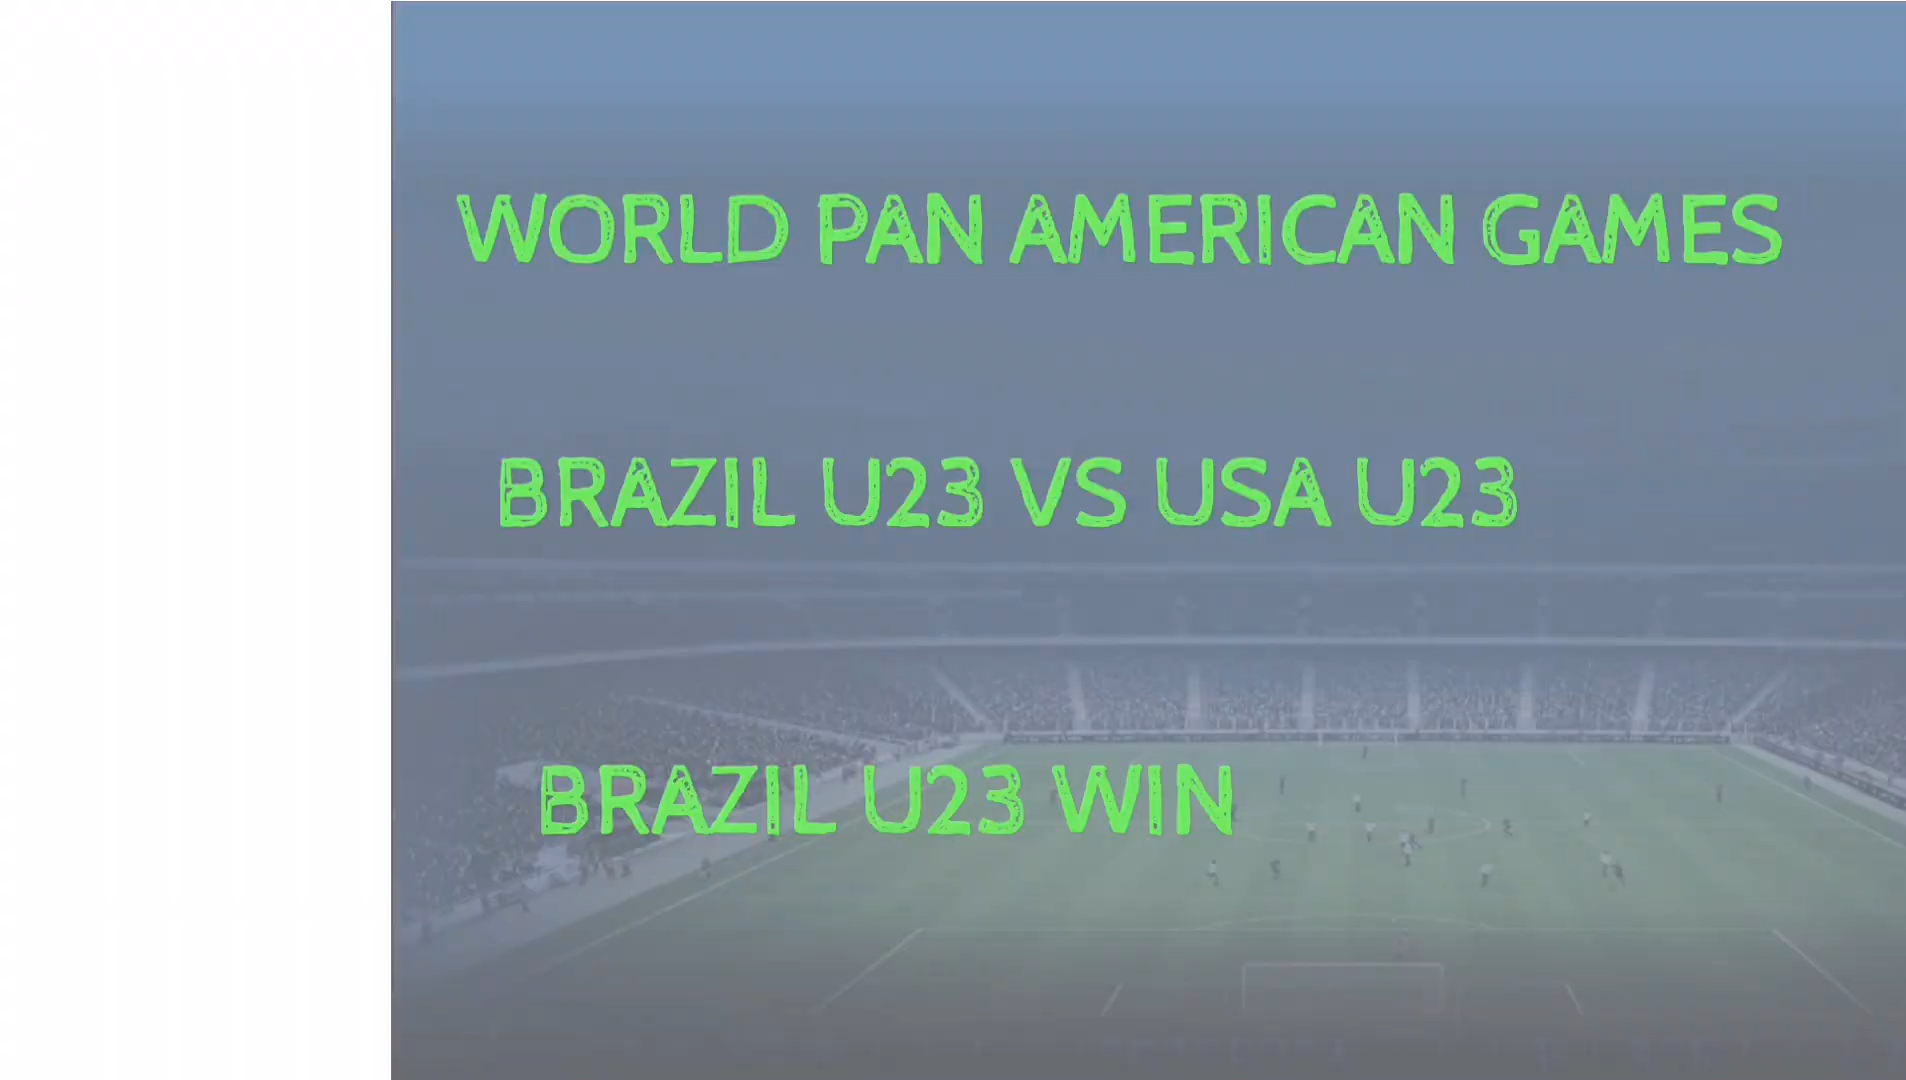 WORLD PAN AMERICAN GAMES
BRAZIL U23 VS USA U23
BRAZIL U23 WIN